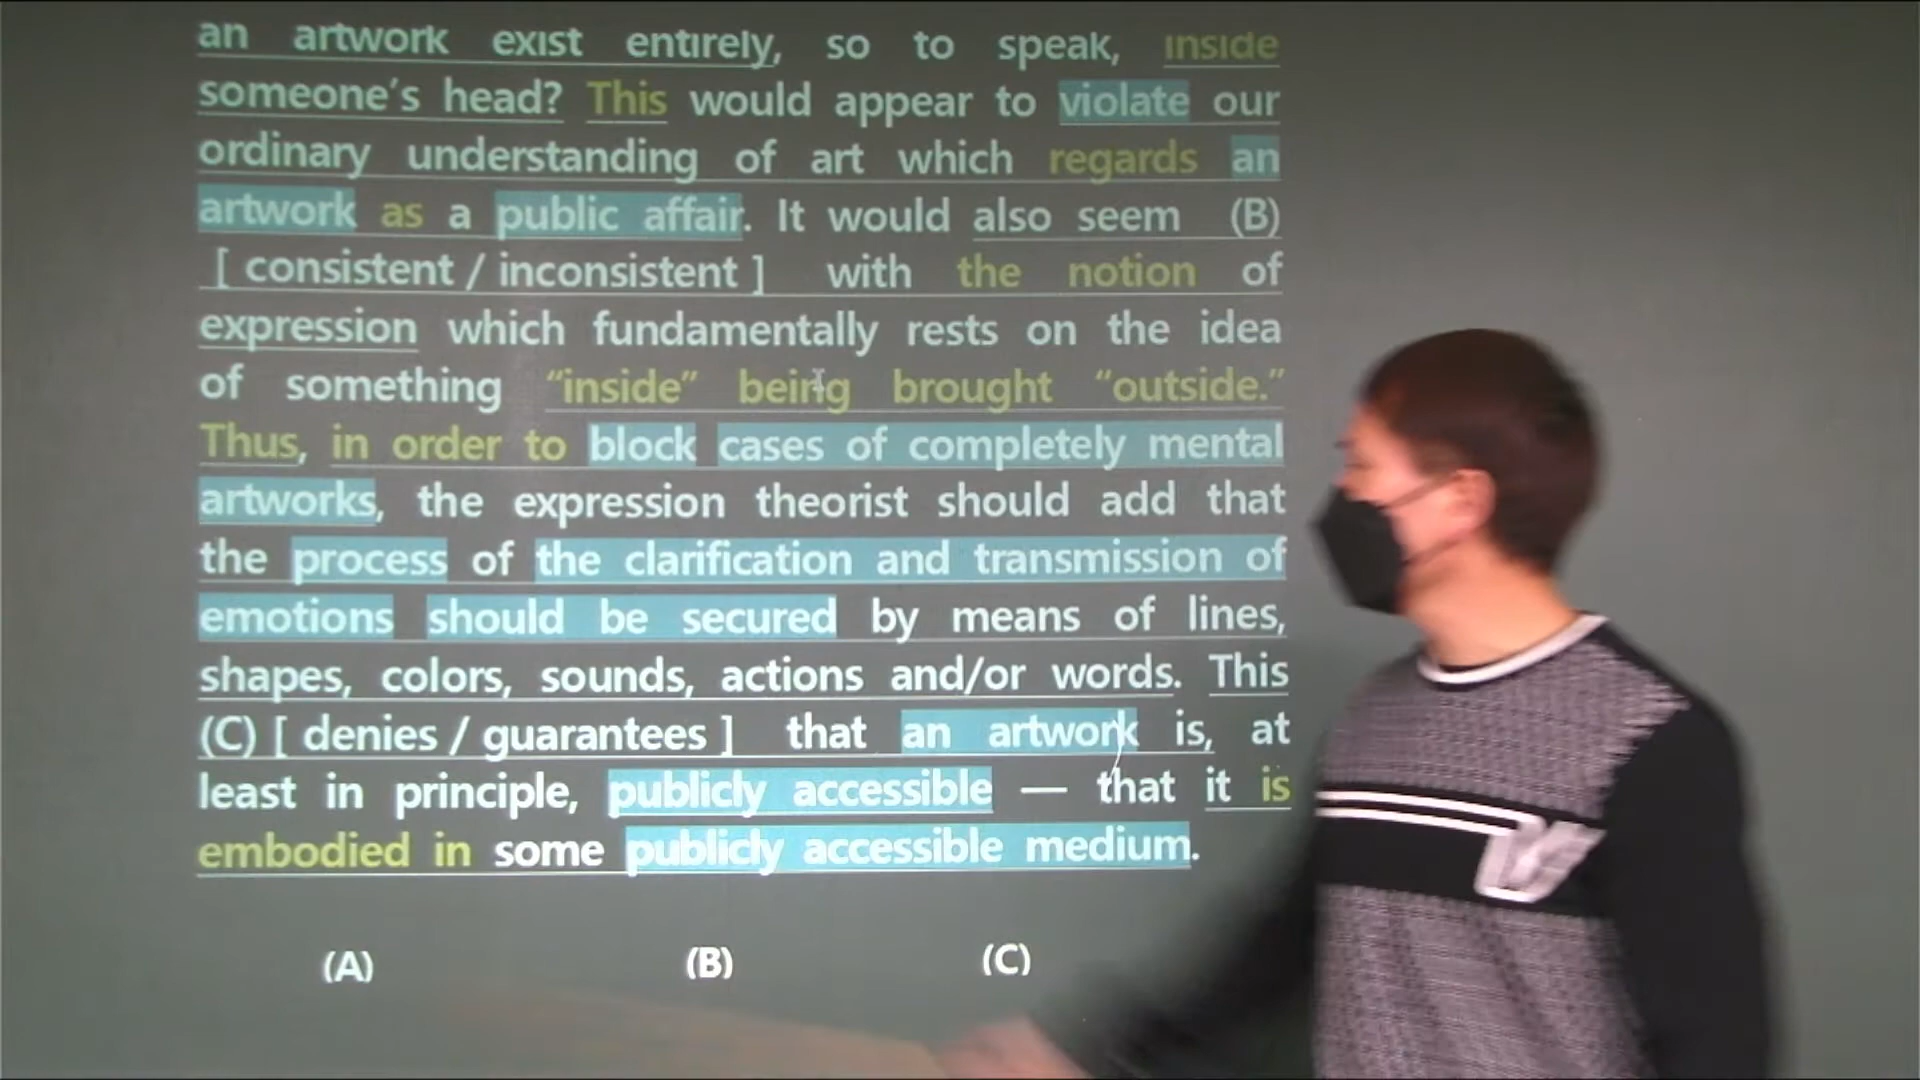 an artwork exist entirely, so to speak, inside
someone's head? This would appear to violate our
ordinary understanding of art which regards an
artwork as a public affair. It would also seem (B)
[ consistent / inconsistent ] with the notion of
expression which fundamentally rests on the idea
of something “inside” being brought “outside.”
Thus, in order to block cases of completely mental
artworks, the expression theorist should add that
the process of the clarification and transmission of
emotions should be secured by means of lines,
shapes, colors, sounds, actions and/or words. This
(C) [ denies / guarantees ] that an artwork is, at
least in principle, publicly accessible — that it is
embodied in some publicly accessible medium.
(A) (B) (C)